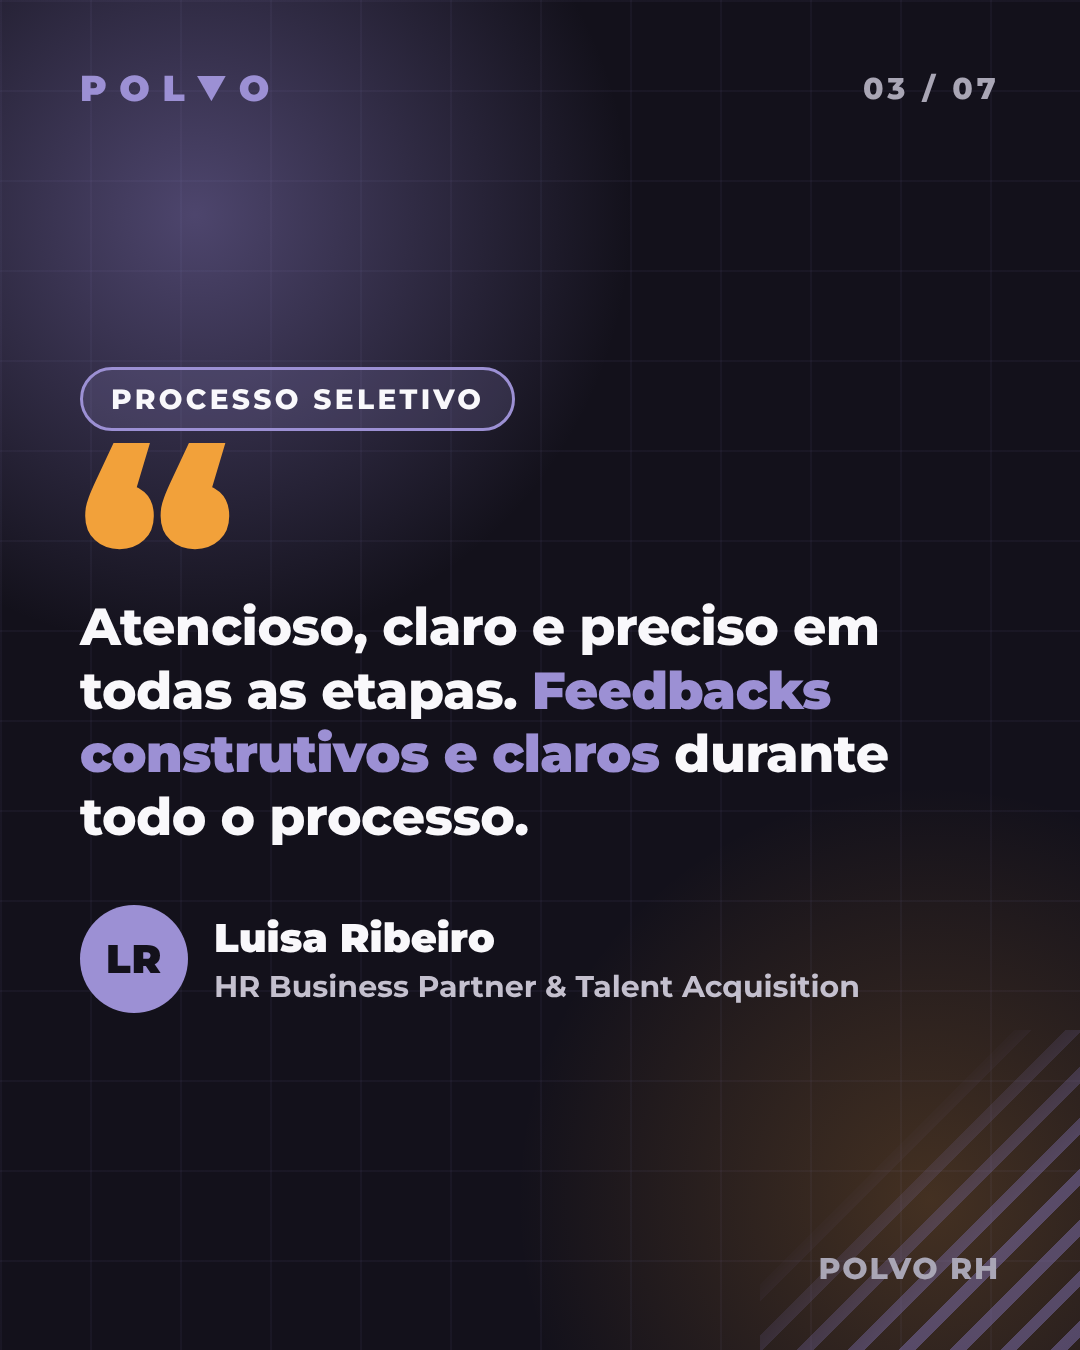 POLVO
03 / 07
PROCESSO SELETIVO
“
Atencioso, claro e preciso em
todas as etapas. Feedbacks
construtivos e claros durante
todo o processo.
LR
Luisa Ribeiro
HR Business Partner & Talent Acquisition
POLVO RH